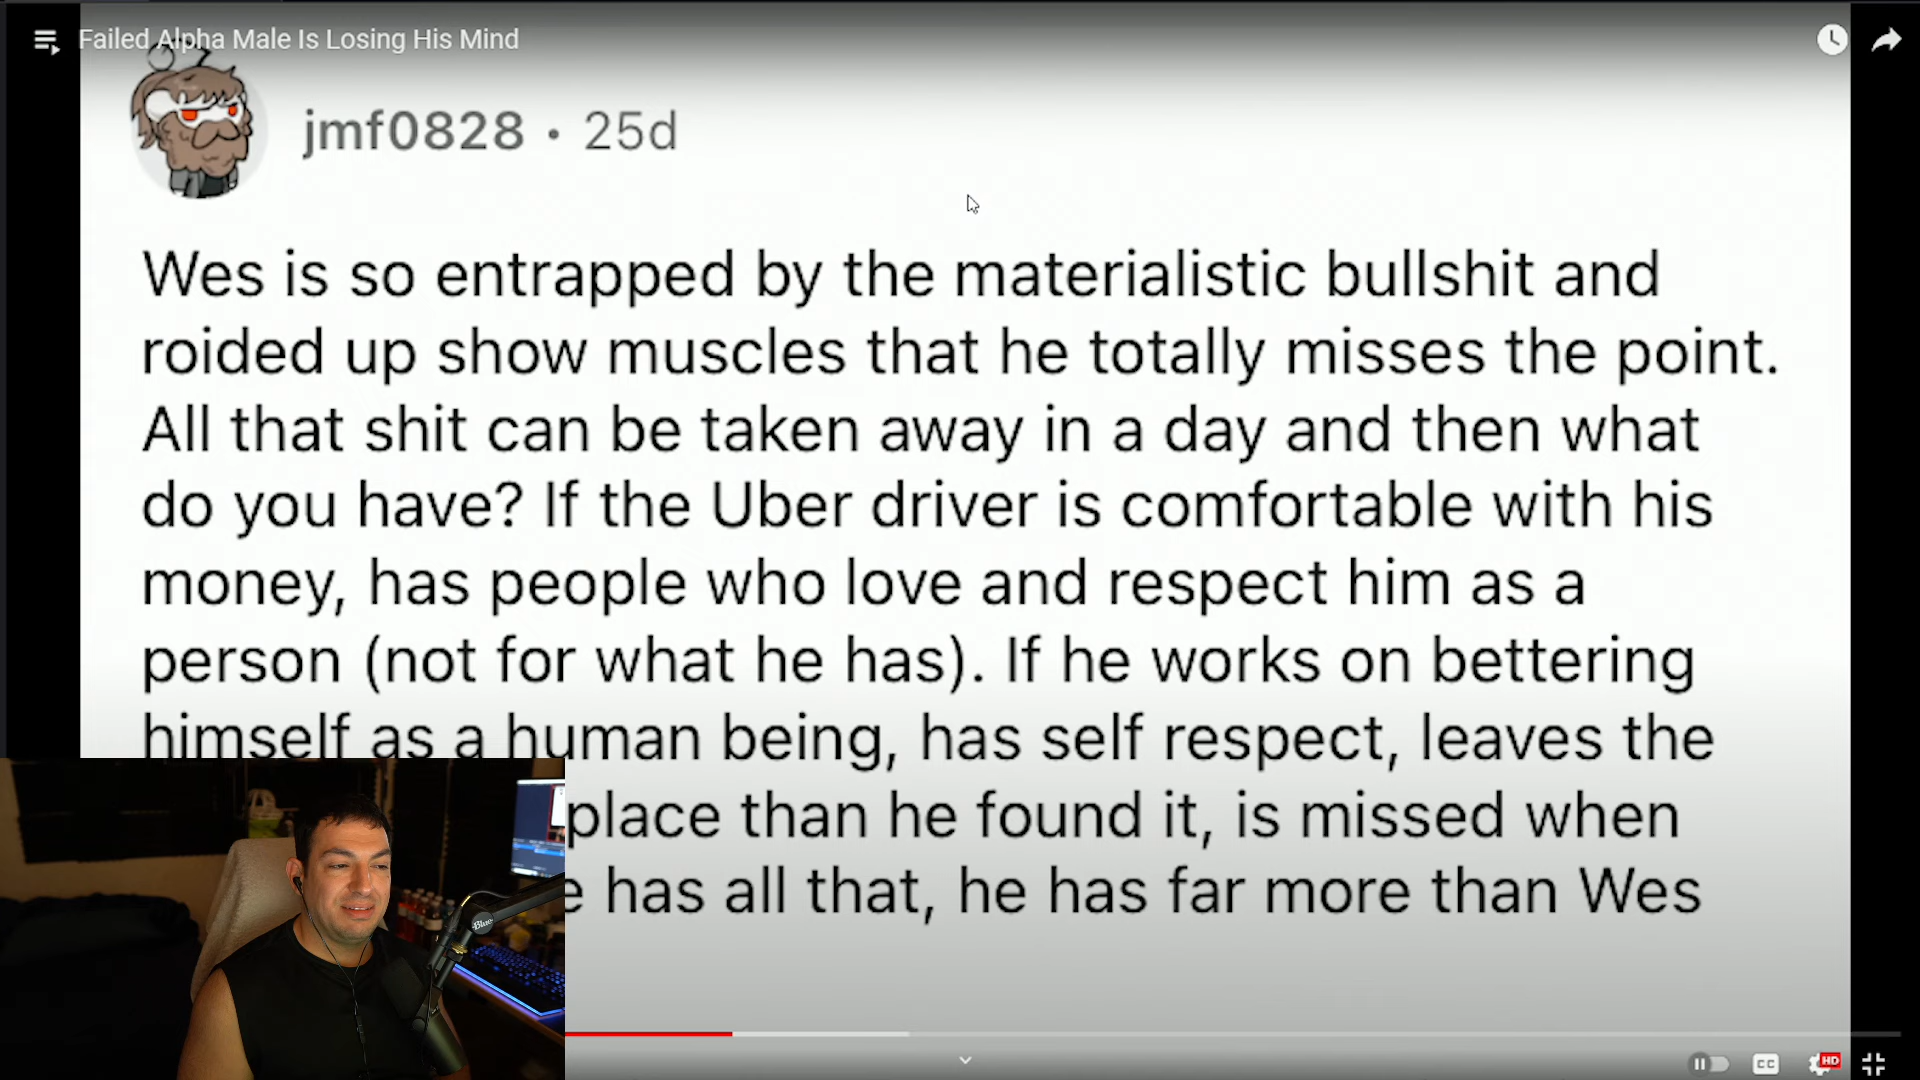 Failed Alpha Male Is Losing His Mind
jmf0828 • 25d
Wes is so entrapped by the materialistic bullshit and
roided up show muscles that he totally misses the point.
All that shit can be taken away in a day and then what
do you have? If the Uber driver is comfortable with his
money, has people who love and respect him as a
person (not for what he has). If he works on bettering
himself as a human being, has self respect, leaves the
place than he found it, is missed when
has all that, he has far more than Wes
Blue
CC
HD